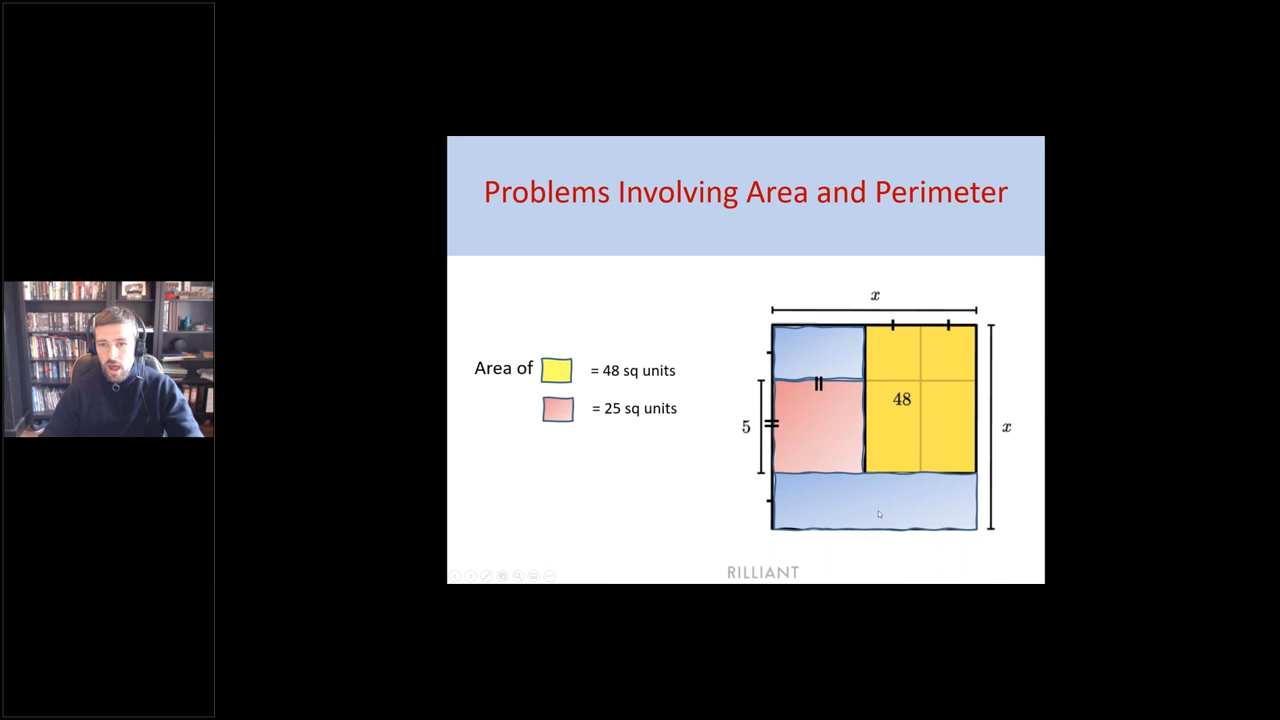 Problems Involving Area and Perimeter
x
Area of
= 48 sq units
= 25 sq units
48
5
x
RILLIANT